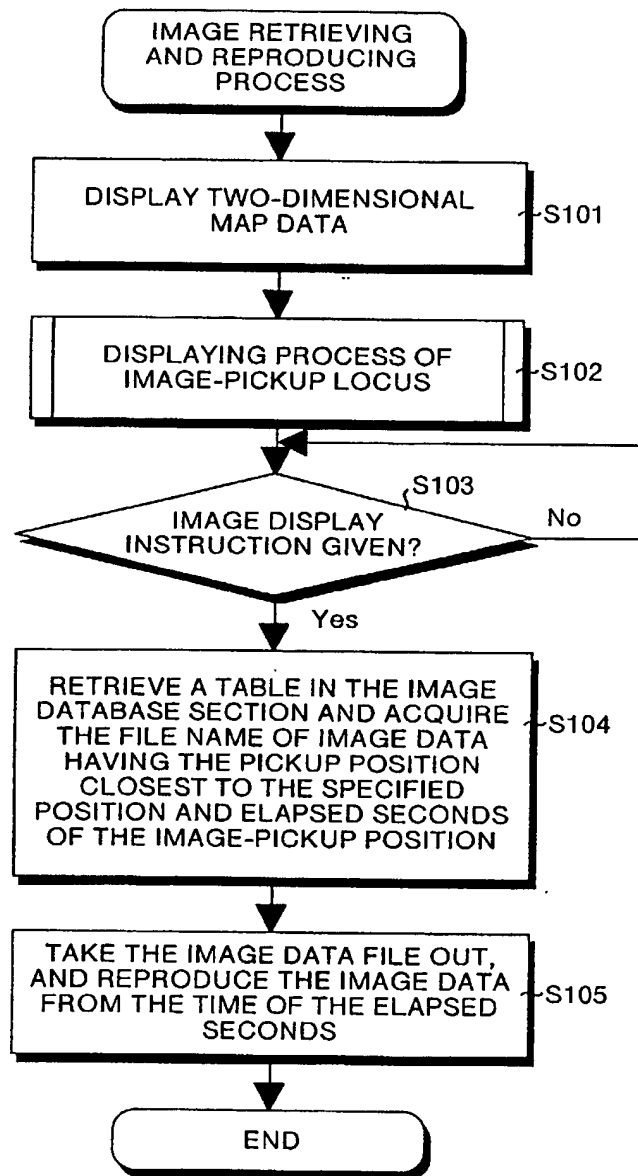 IMAGE RETRIEVING
AND REPRODUCING
PROCESS
DISPLAY TWO-DIMENSIONAL
MAP DATA
S101
DISPLAYING PROCESS OF
IMAGE-PICKUP LOCUS
S102
S103
IMAGE DISPLAY
INSTRUCTION GIVEN?
No
Yes
RETRIEVE A TABLE IN THE IMAGE
DATABASE SECTION AND ACQUIRE
THE FILE NAME OF IMAGE DATA
HAVING THE PICKUP POSITION
CLOSEST TO THE SPECIFIED
POSITION AND ELAPSED SECONDS
OF THE IMAGE-PICKUP POSITION
S104
TAKE THE IMAGE DATA FILE OUT,
AND REPRODUCE THE IMAGE DATA
FROM THE TIME OF THE ELAPSED
SECONDS
S105
END